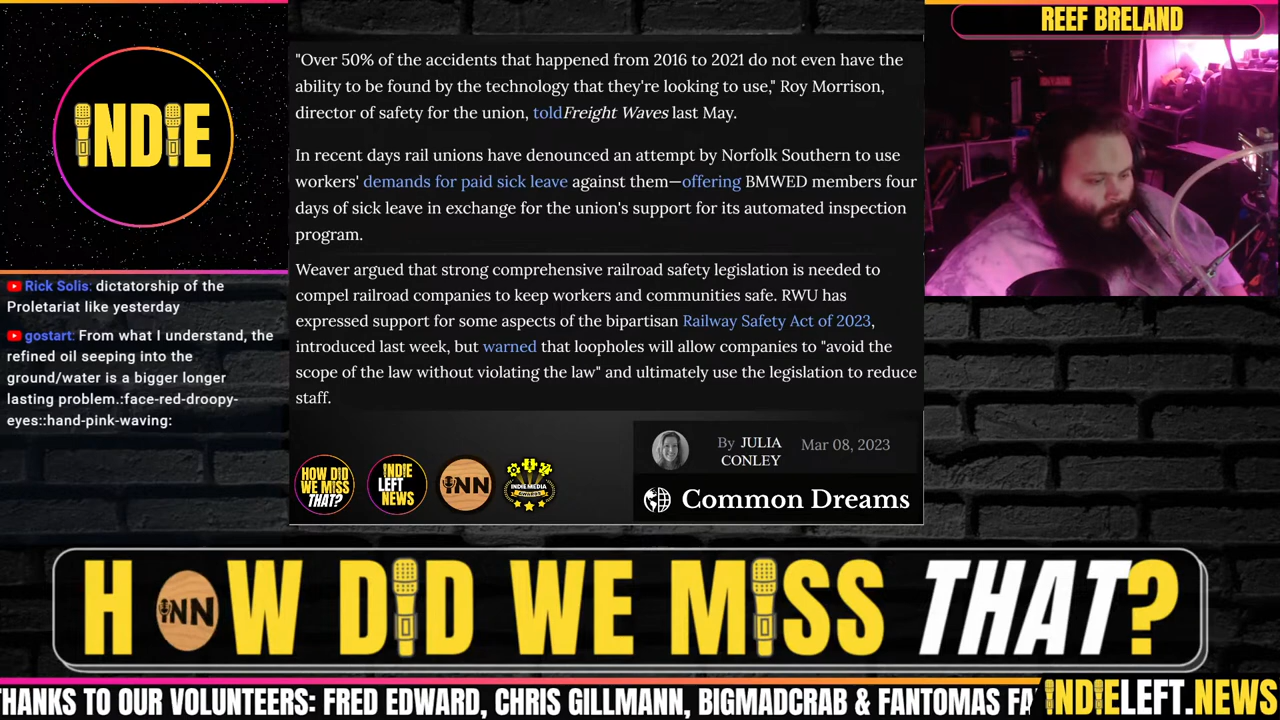 REEF BRELAND
INDIE
"Over 50% of the accidents that happened from 2016 to 2021 do not even have the
ability to be found by the technology that they're looking to use," Roy Morrison,
director of safety for the union, toldFreight Waves last May.
In recent days rail unions have denounced an attempt by Norfolk Southern to use
workers' demands for paid sick leave against them—offering BMWED members four
days of sick leave in exchange for the union's support for its automated inspection
program.
Weaver argued that strong comprehensive railroad safety legislation is needed to
compel railroad companies to keep workers and communities safe. RWU has
expressed support for some aspects of the bipartisan Railway Safety Act of 2023,
introduced last week, but warned that loopholes will allow companies to "avoid the
scope of the law without violating the law" and ultimately use the legislation to reduce
staff.
Rick Solis: dictatorship of the
Proletariat like yesterday
gostart: From what I understand, the
refined oil seeping into the
ground/water is a bigger longer
lasting problem.:face-red-droopy-
eyes::hand-pink-waving:
HOW DID
WE MISS
THAT?
INDIE
LEFT
NEWS
INN
INDIE MEDIA
AWARDS
By JULIA
CONLEY
Mar 08, 2023
Common Dreams
HOW DID WE MISS THAT?
INN
THANKS TO OUR VOLUNTEERS: FRED EDWARD, CHRIS GILLMANN, BIGMADCRAB & FANTOMAS FA
INDIELEFT.NEWS